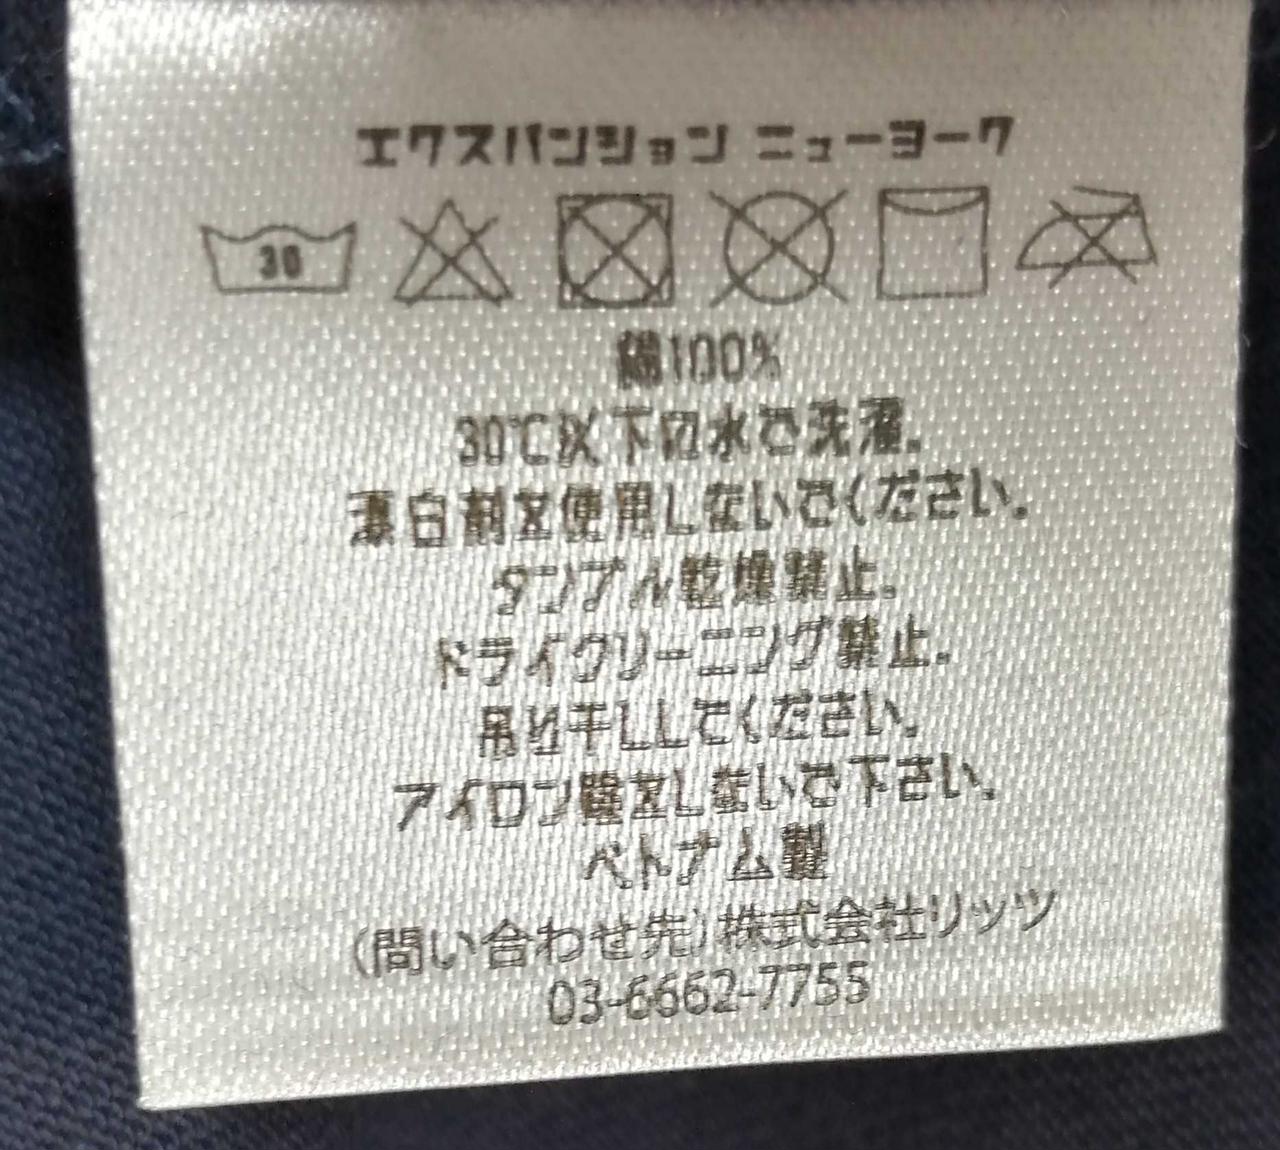 エクスパンション ニューヨーク
30
綿100%
30℃以下の水で洗濯.
漂白剤を使用しないでください.
タンブル乾燥禁止.
ドライクリーニング禁止.
吊り干ししてください.
アイロン盤をしないで下さい.
ベトナム製
(問い合わせ先)株式会社リッツ
03-6662-7755